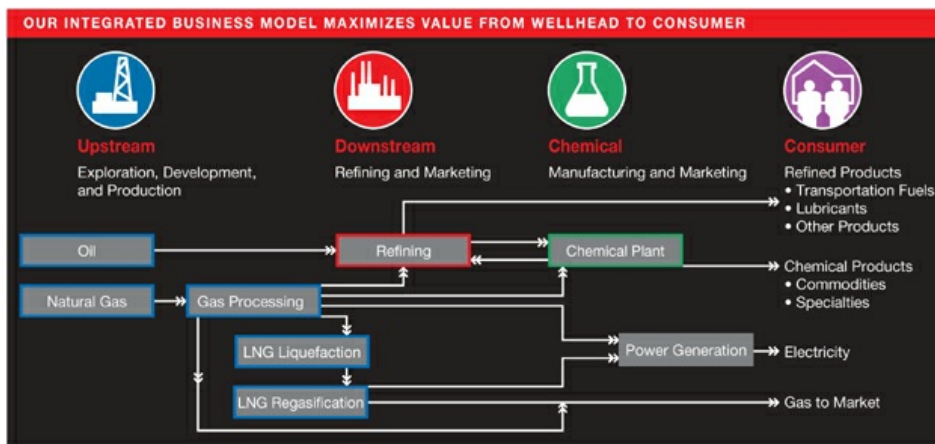 OUR INTEGRATED BUSINESS MODEL MAXIMIZES VALUE FROM WELLHEAD TO CONSUMER
Upstream
Exploration, Development,
and Production
Downstream
Refining and Marketing
Chemical
Manufacturing and Marketing
Consumer
Refined Products
• Transportation Fuels
• Lubricants
• Other Products
Oil
Refining
Chemical Plant
Chemical Products
• Commodities
• Specialties
Natural Gas
Gas Processing
LNG Liquefaction
Power Generation
Electricity
LNG Regasification
Gas to Market